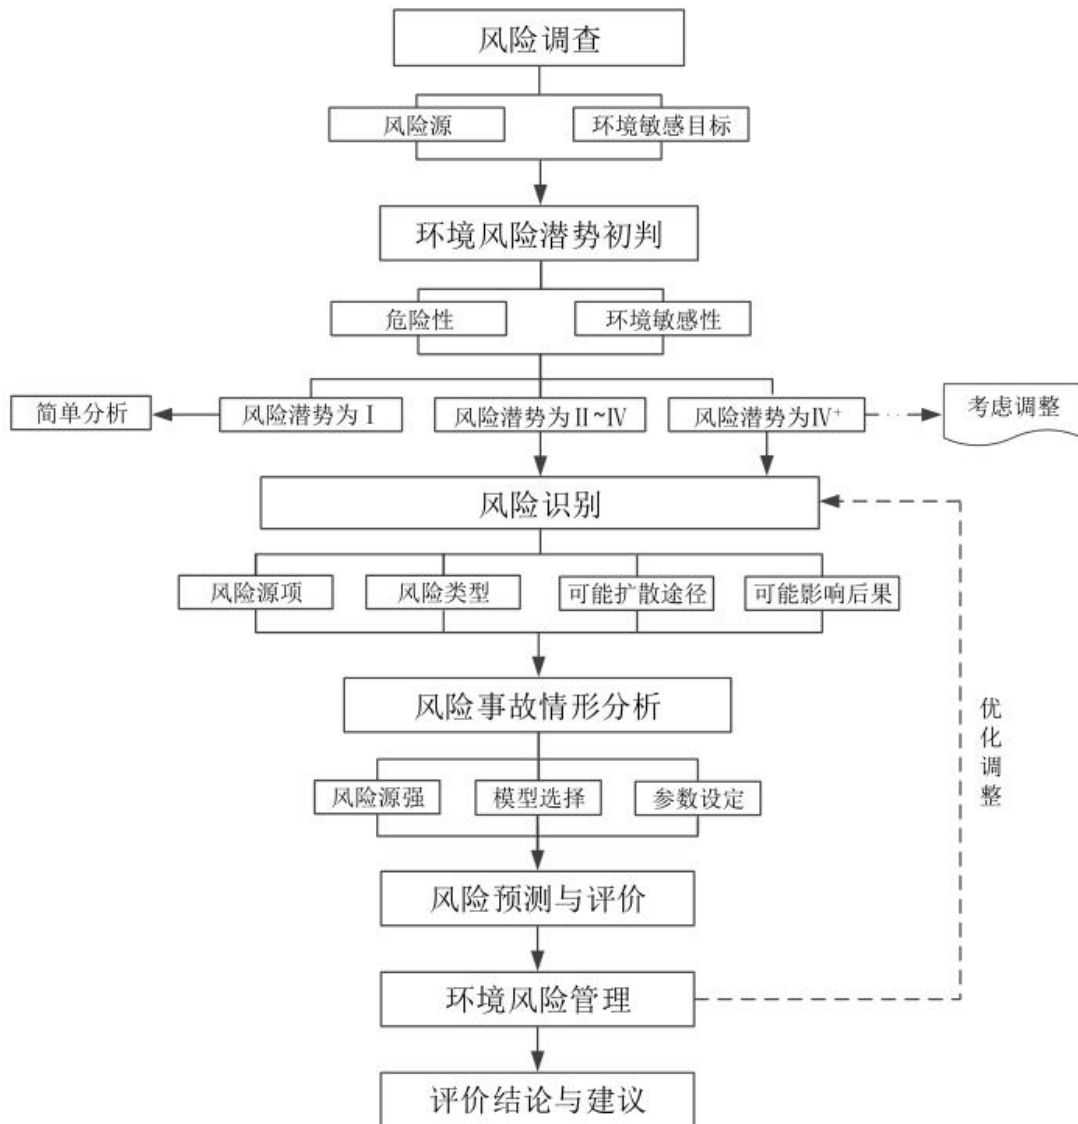 风险调查
风险源
环境敏感目标
环境风险潜势初判
危险性
环境敏感性
简单分析
风险潜势为Ⅰ
风险潜势为Ⅱ~Ⅳ
风险潜势为Ⅳ⁺
考虑调整
风险识别
风险源项
风险类型
可能扩散途径
可能影响后果
风险事故情形分析
优化调整
风险源强
模型选择
参数设定
风险预测与评价
环境风险管理
评价结论与建议